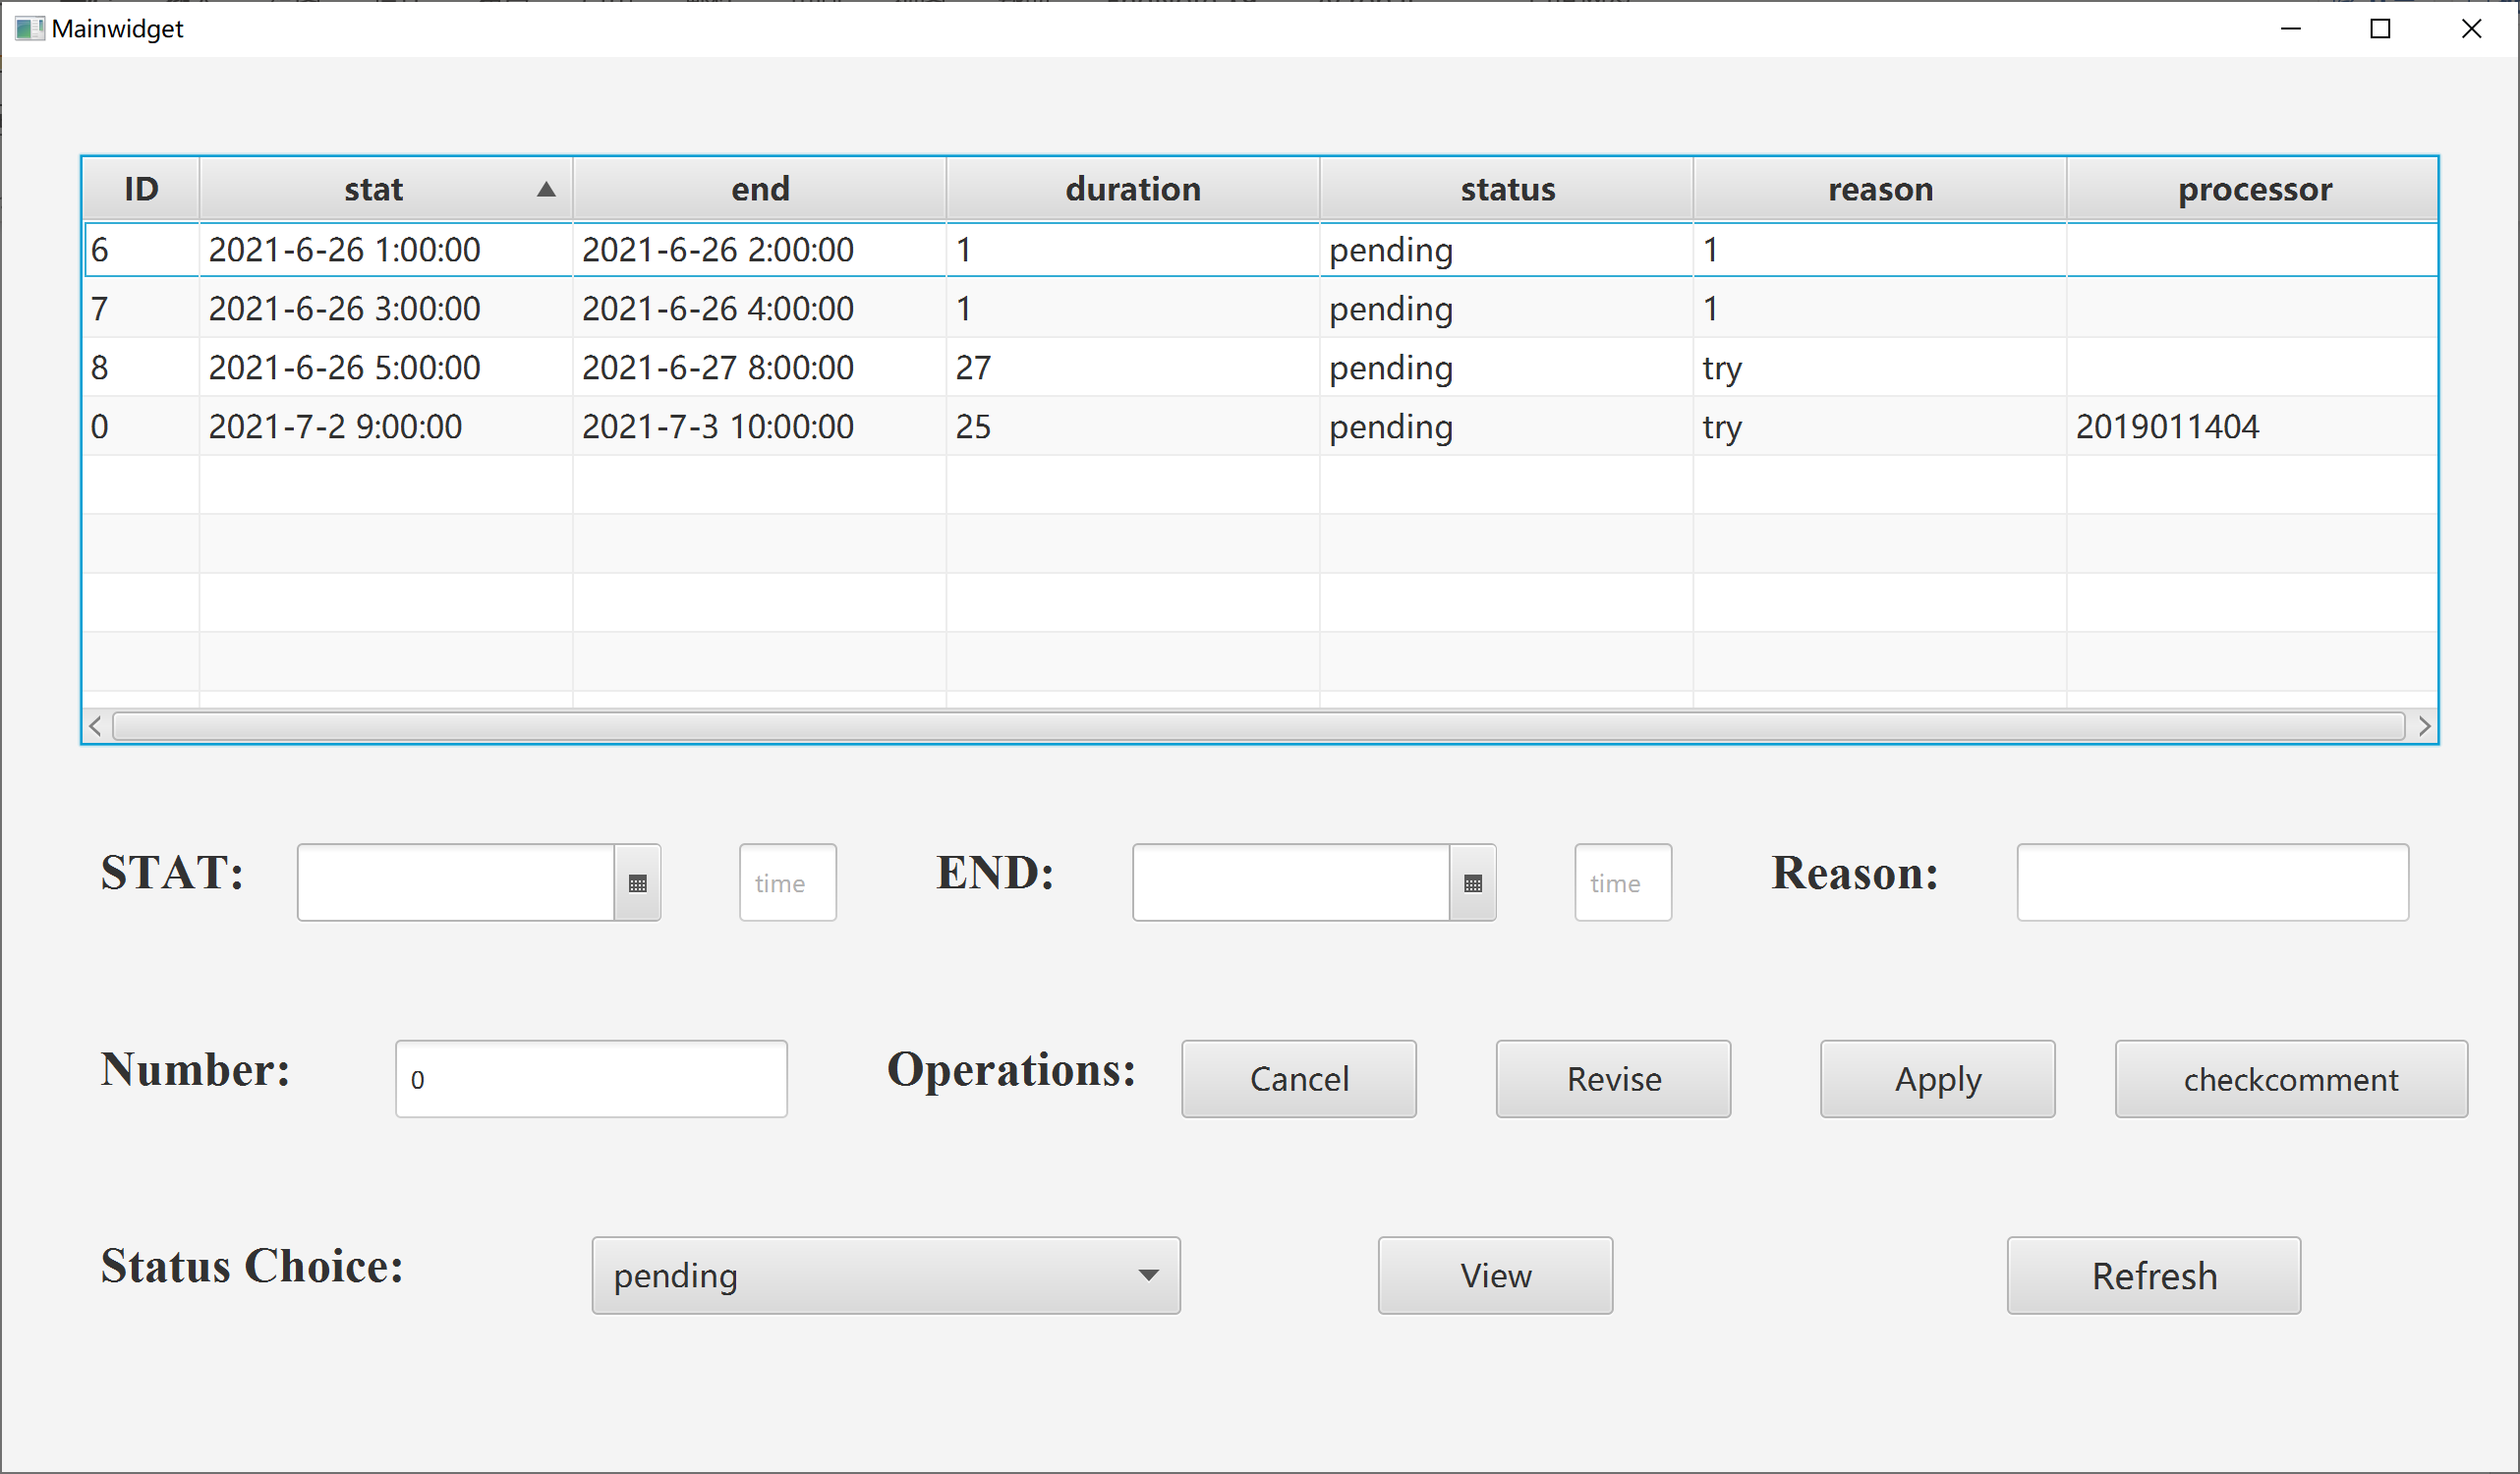 Mainwidget
ID stat end duration status reason processor
6 2021-6-26 1:00:00 2021-6-26 2:00:00 1 pending 1
7 2021-6-26 3:00:00 2021-6-26 4:00:00 1 pending 1
8 2021-6-26 5:00:00 2021-6-27 8:00:00 27 pending try
0 2021-7-2 9:00:00 2021-7-3 10:00:00 25 pending try 2019011404
STAT: time END: time Reason:
Number: 0 Operations: Cancel Revise Apply checkcomment
Status Choice: pending View Refresh